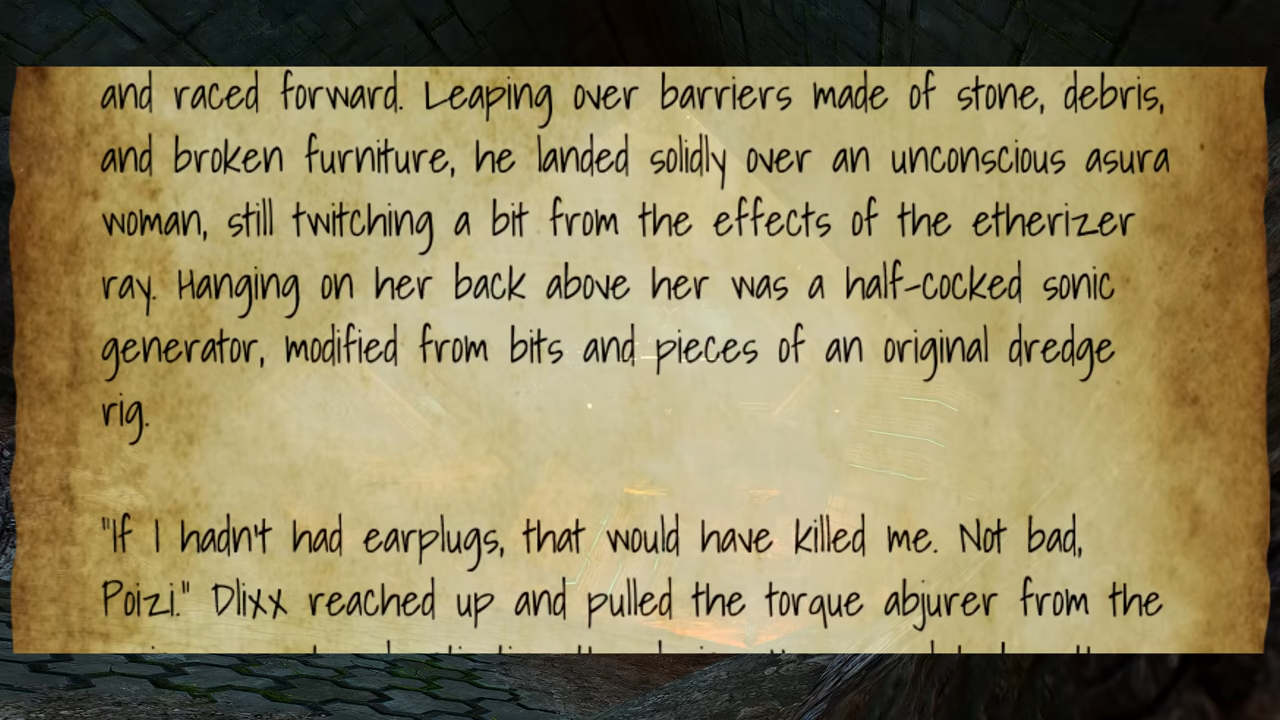 and raced forward. Leaping over barriers made of stone, debris,
and broken furniture, he landed solidly over an unconscious asura
woman, still twitching a bit from the effects of the etherizer
ray. Hanging on her back above her was a half-cocked sonic
generator, modified from bits and pieces of an original dredge
rig.
"If I hadn't had earplugs, that would have killed me. Not bad,
Poizi." Dlixx reached up and pulled the torque abjurer from the